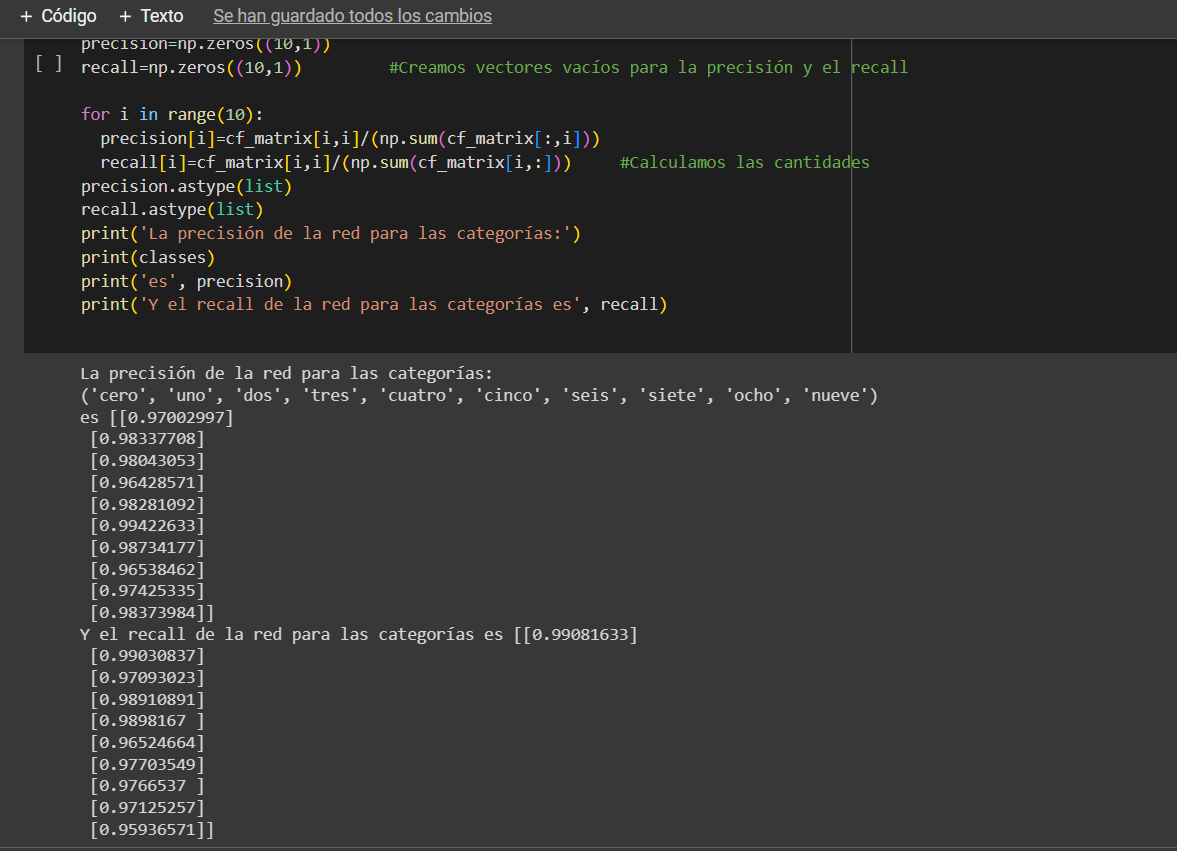 + Código + Texto Se han guardado todos los cambios
precision=np.zeros((10,1))
[ ] recall=np.zeros((10,1)) #Creamos vectores vacíos para la precisión y el recall
for i in range(10):
precision[i]=cf_matrix[i,i]/(np.sum(cf_matrix[:,i]))
recall[i]=cf_matrix[i,i]/(np.sum(cf_matrix[i,:])) #Calculamos las cantidades
precision.astype(list)
recall.astype(list)
print('La precisión de la red para las categorías:')
print(classes)
print('es', precision)
print('Y el recall de la red para las categorías es', recall)
La precisión de la red para las categorías:
('cero', 'uno', 'dos', 'tres', 'cuatro', 'cinco', 'seis', 'siete', 'ocho', 'nueve')
es [[0.97002997]
[0.98337708]
[0.98043053]
[0.96428571]
[0.98281092]
[0.99422633]
[0.98734177]
[0.96538462]
[0.97425335]
[0.98373984]]
Y el recall de la red para las categorías es [[0.99081633]
[0.99030837]
[0.97093023]
[0.98910891]
[0.9898167 ]
[0.96524664]
[0.97703549]
[0.9766537 ]
[0.97125257]
[0.95936571]]